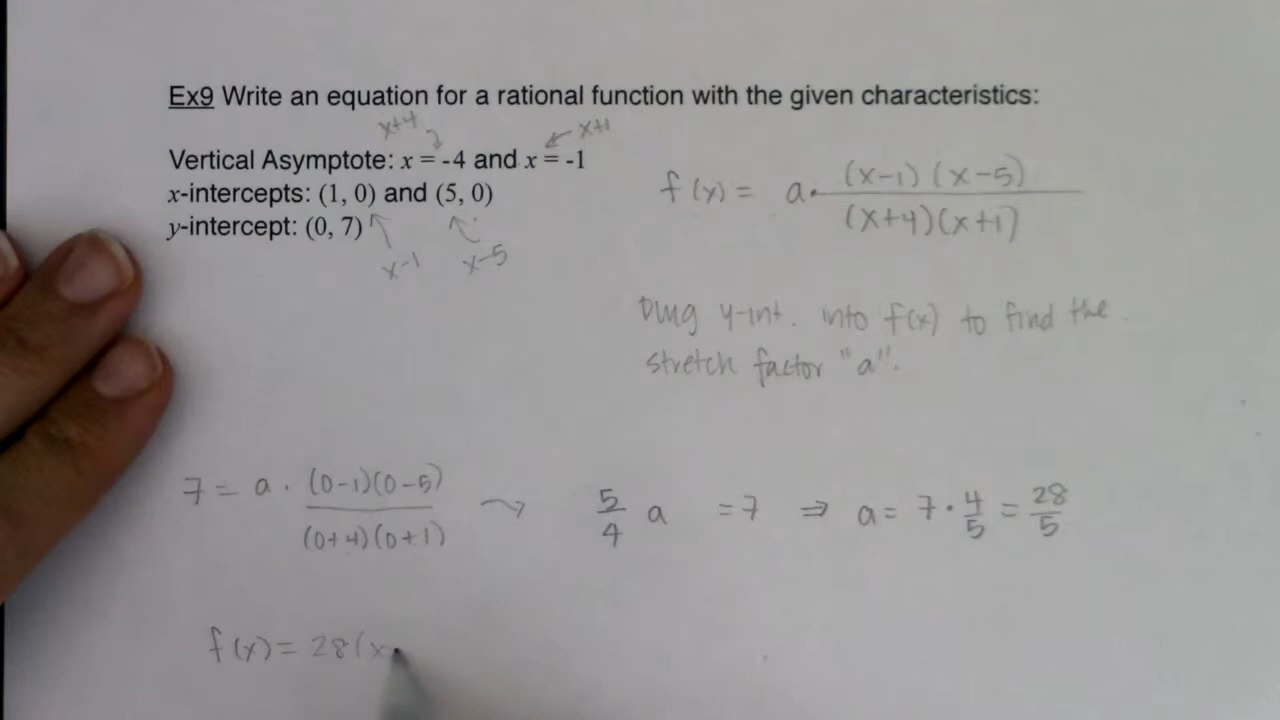 Ex9 Write an equation for a rational function with the given characteristics:
x+4 x+1
Vertical Asymptote: x = -4 and x = -1
x-intercepts: (1, 0) and (5, 0)
y-intercept: (0, 7)
x-1 x-5
f(x) = a · (x-1)(x-5)
(x+4)(x+1)
Plug y-int. into f(x) to find the
stretch factor "a".
7 = a · (0-1)(0-5) / (0+4)(0+1) ⤳ 5/4 a = 7 ⇒ a = 7 · 4/5 = 28/5
f(x) = 28(x